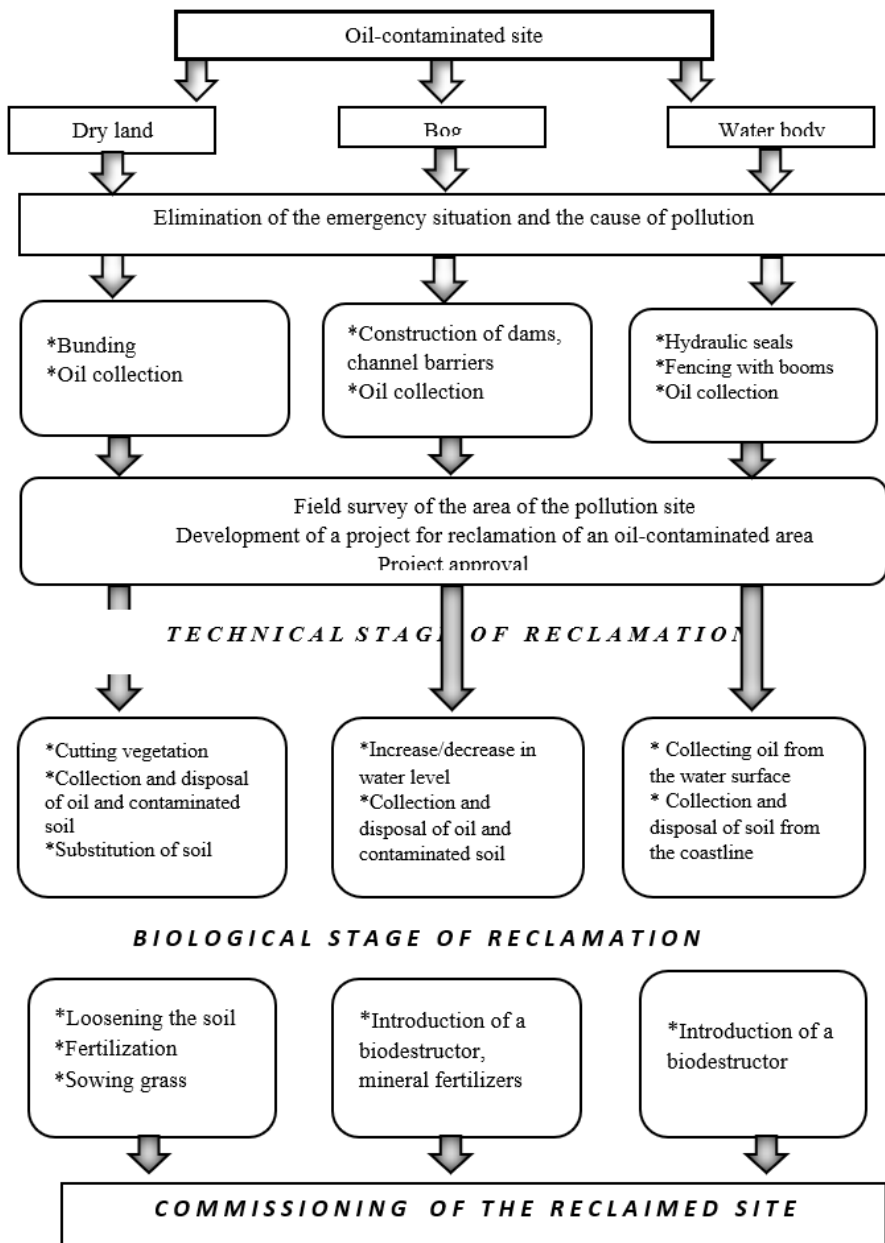 Oil-contaminated site
Dry land
Bog
Water body
Elimination of the emergency situation and the cause of pollution
*Bunding
*Oil collection
*Construction of dams,
channel barriers
*Oil collection
*Hydraulic seals
*Fencing with booms
*Oil collection
Field survey of the area of the pollution site
Development of a project for reclamation of an oil-contaminated area
Project approval
TECHNICAL STAGE OF RECLAMATION
*Cutting vegetation
*Collection and disposal
of oil and contaminated
soil
*Substitution of soil
*Increase/decrease in
water level
*Collection and
disposal of oil and
contaminated soil
* Collecting oil from
the water surface
* Collection and
disposal of soil from
the coastline
BIOLOGICAL STAGE OF RECLAMATION
*Loosening the soil
*Fertilization
*Sowing grass
*Introduction of a
biodestructor,
mineral fertilizers
*Introduction of a
biodestructor
COMMISSIONING OF THE RECLAIMED SITE